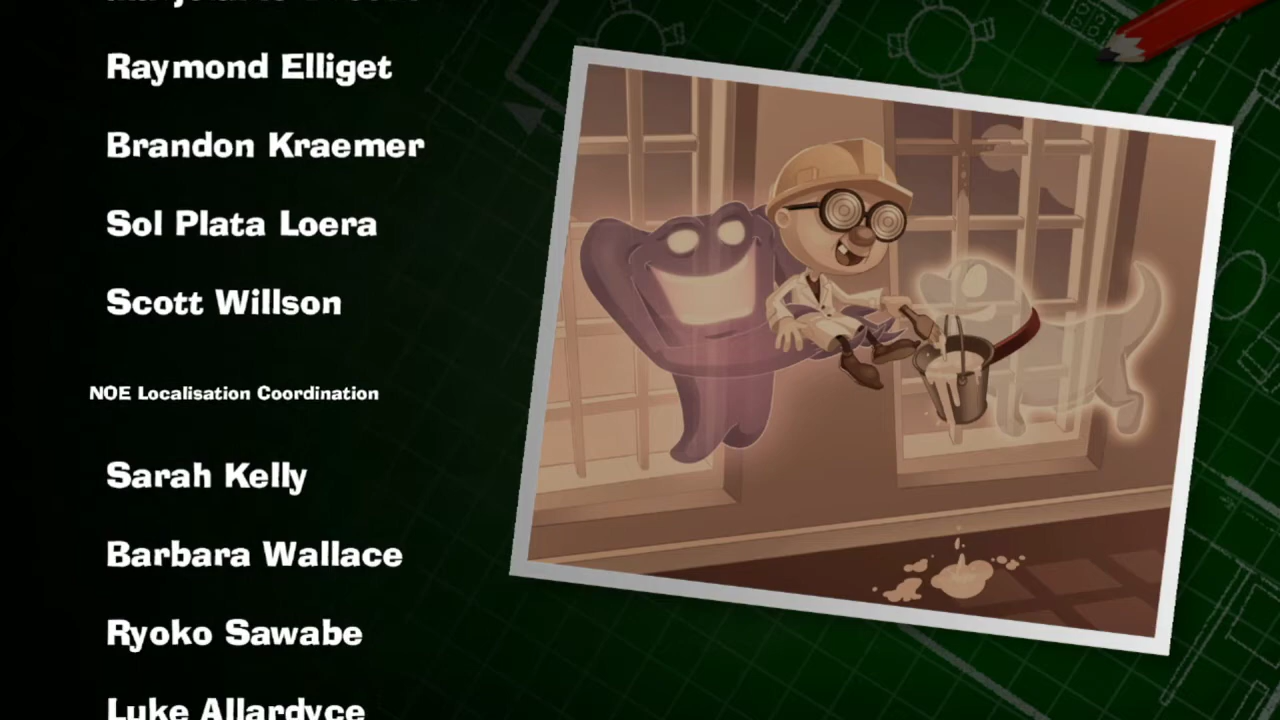 Raymond Elliget
Brandon Kraemer
Sol Plata Loera
Scott Willson
NOE Localisation Coordination
Sarah Kelly
Barbara Wallace
Ryoko Sawabe
Luke Allardyce